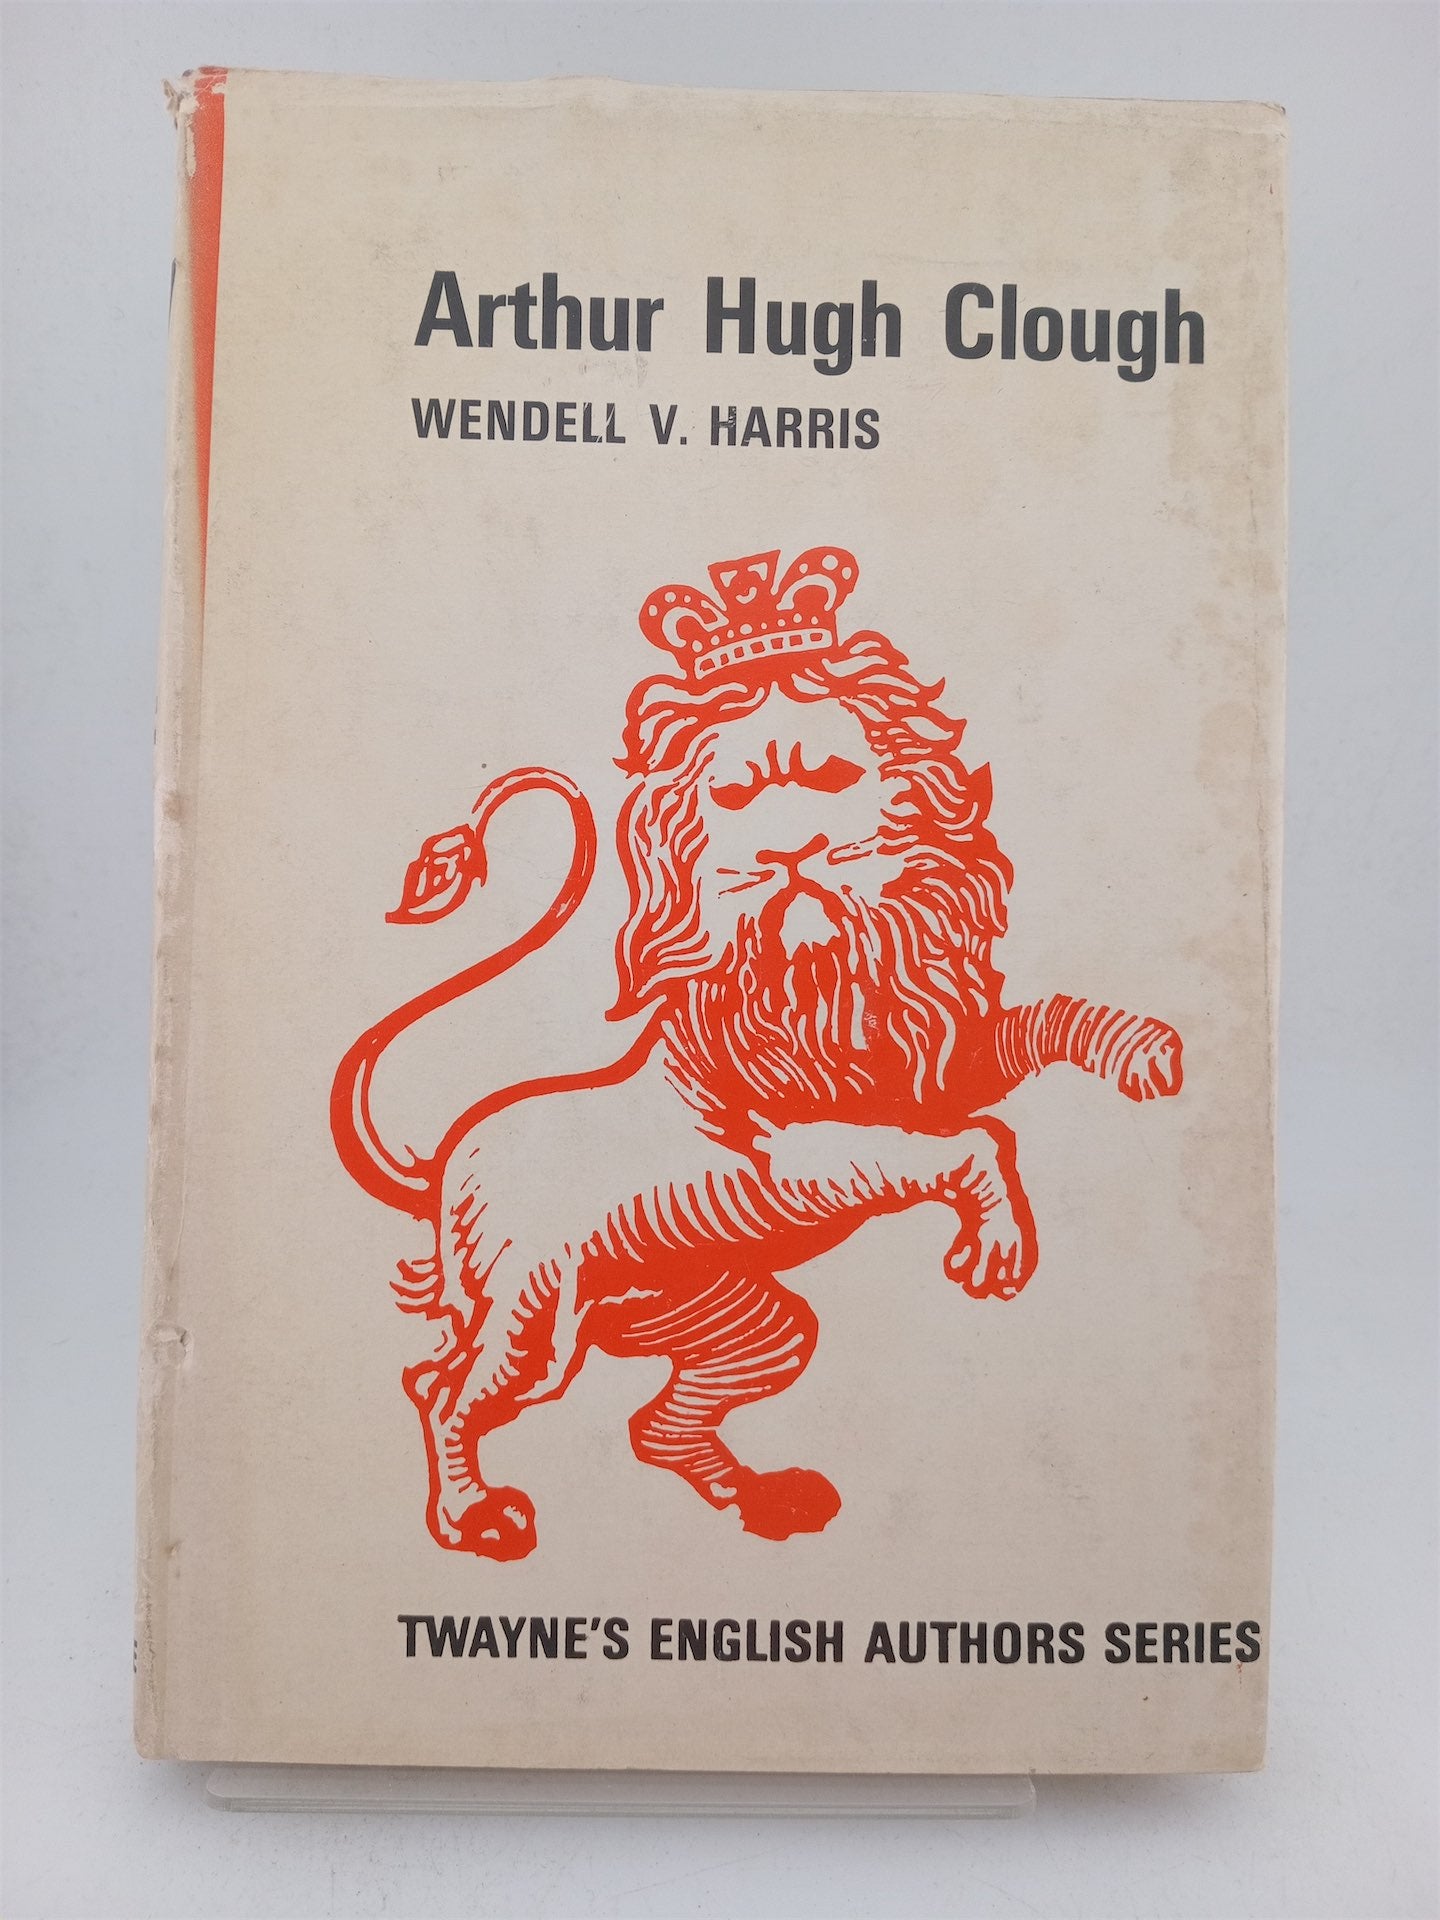 Arthur Hugh Clough
WENDELL V. HARRIS
TWAYNE'S ENGLISH AUTHORS SERIES